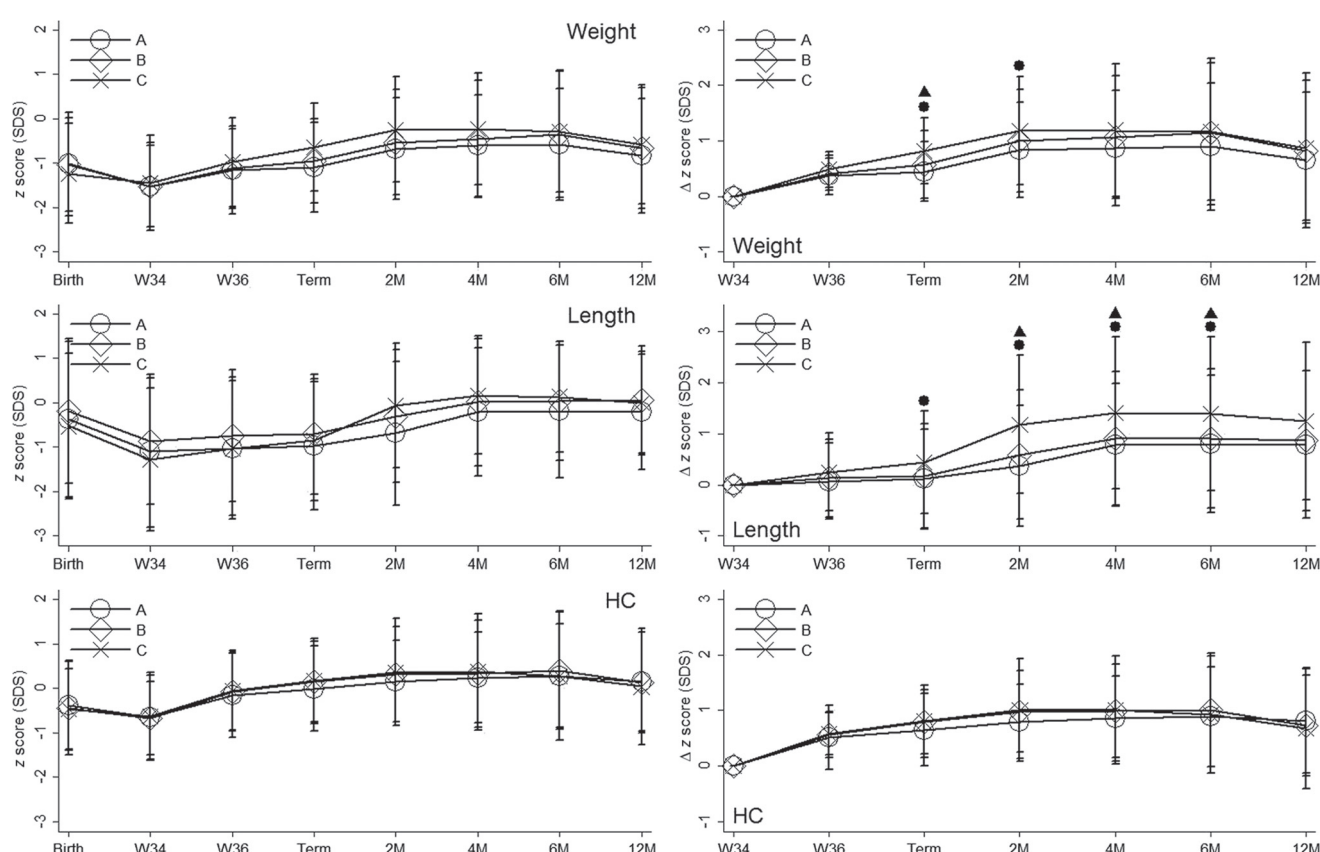 2
1
0
-1
-2
-3
z score (SDS)
A
B
C
Weight
Birth
W34
W36
Term
2M
4M
6M
12M
3
2
1
0
-1
Δ z score (SDS)
A
B
C
Weight
W34
W36
Term
2M
4M
6M
12M
2
1
0
-1
-2
-3
z score (SDS)
A
B
C
Length
Birth
W34
W36
Term
2M
4M
6M
12M
3
2
1
0
-1
Δ z score (SDS)
A
B
C
Length
W34
W36
Term
2M
4M
6M
12M
2
1
0
-1
-2
-3
z score (SDS)
A
B
C
HC
Birth
W34
W36
Term
2M
4M
6M
12M
3
2
1
0
-1
Δ z score (SDS)
A
B
C
HC
W34
W36
Term
2M
4M
6M
12M